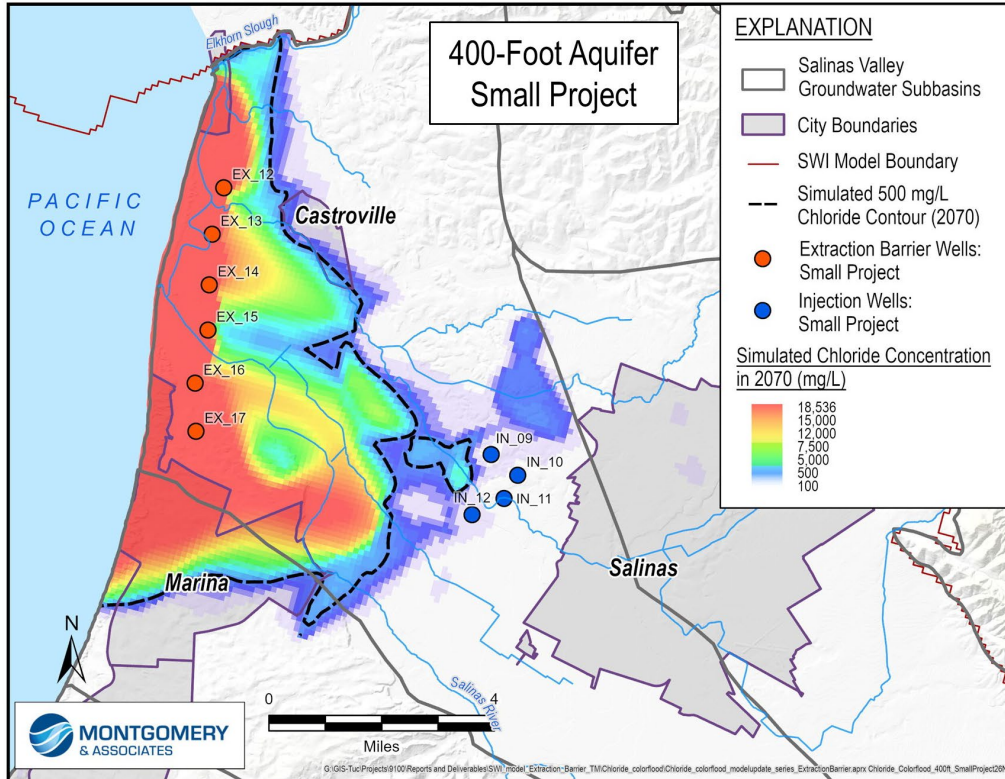 400-Foot Aquifer
Small Project
Elkhorn Slough
PACIFIC
OCEAN
Castroville
EX_12
EX_13
EX_14
EX_15
EX_16
EX_17
IN_09
IN_10
IN_11
IN_12
Marina
Salinas
Salinas River
N
0 4
Miles
MONTGOMERY
& ASSOCIATES
EXPLANATION
Salinas Valley
Groundwater Subbasins
City Boundaries
SWI Model Boundary
Simulated 500 mg/L
Chloride Contour (2070)
Extraction Barrier Wells:
Small Project
Injection Wells:
Small Project
Simulated Chloride Concentration
in 2070 (mg/L)
18,536
15,000
12,000
7,500
5,000
500
100